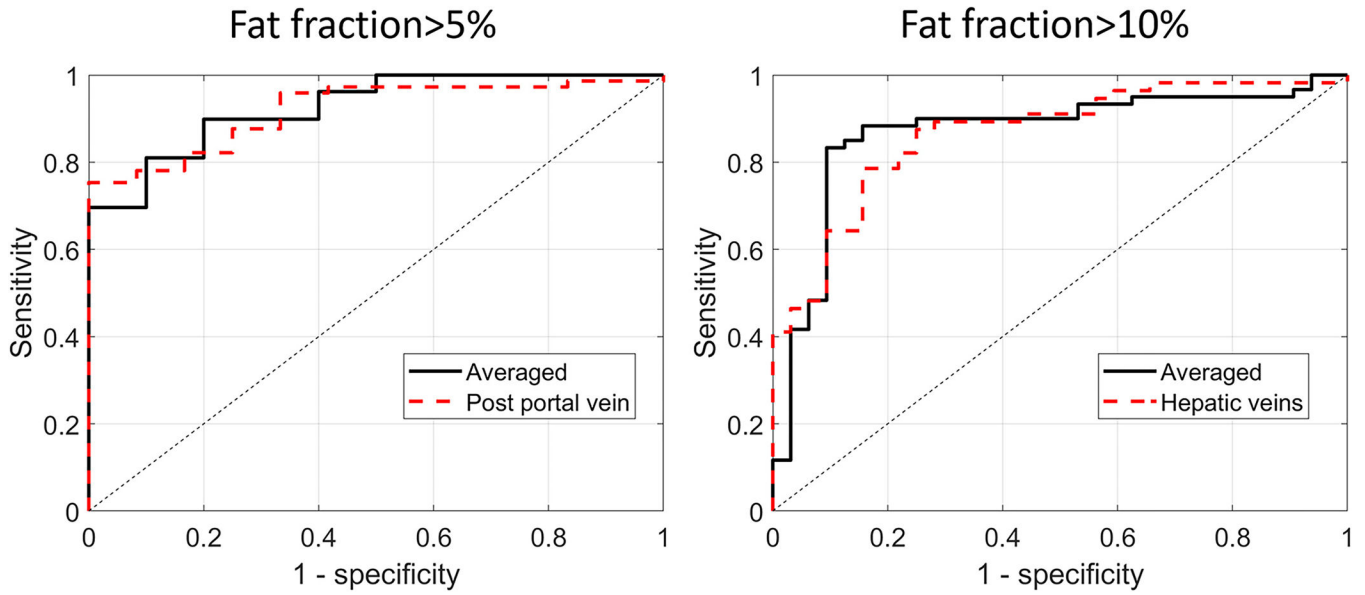 Fat fraction>5%
1
0.8
0.6
0.4
0.2
0
Sensitivity
Averaged
Post portal vein
0 0.2 0.4 0.6 0.8 1
1 - specificity
Fat fraction>10%
1
0.8
0.6
0.4
0.2
0
Sensitivity
Averaged
Hepatic veins
0 0.2 0.4 0.6 0.8 1
1 - specificity